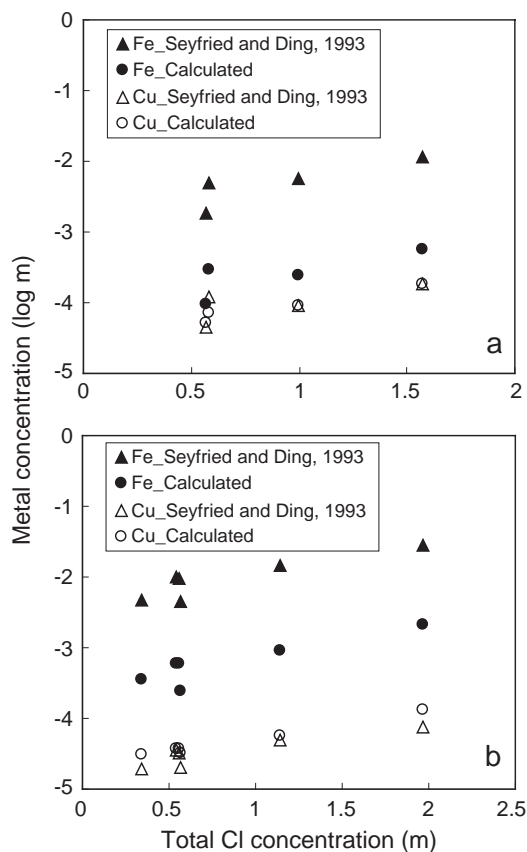 0
Fe_Seyfried and Ding, 1993
Fe_Calculated
Cu_Seyfried and Ding, 1993
Cu_Calculated
-1
-2
-3
-4
-5
a
0 0.5 1 1.5 2
Metal concentration (log m)
0
Fe_Seyfried and Ding, 1993
Fe_Calculated
Cu_Seyfried and Ding, 1993
Cu_Calculated
-1
-2
-3
-4
-5
b
0 0.5 1 1.5 2 2.5
Total Cl concentration (m)